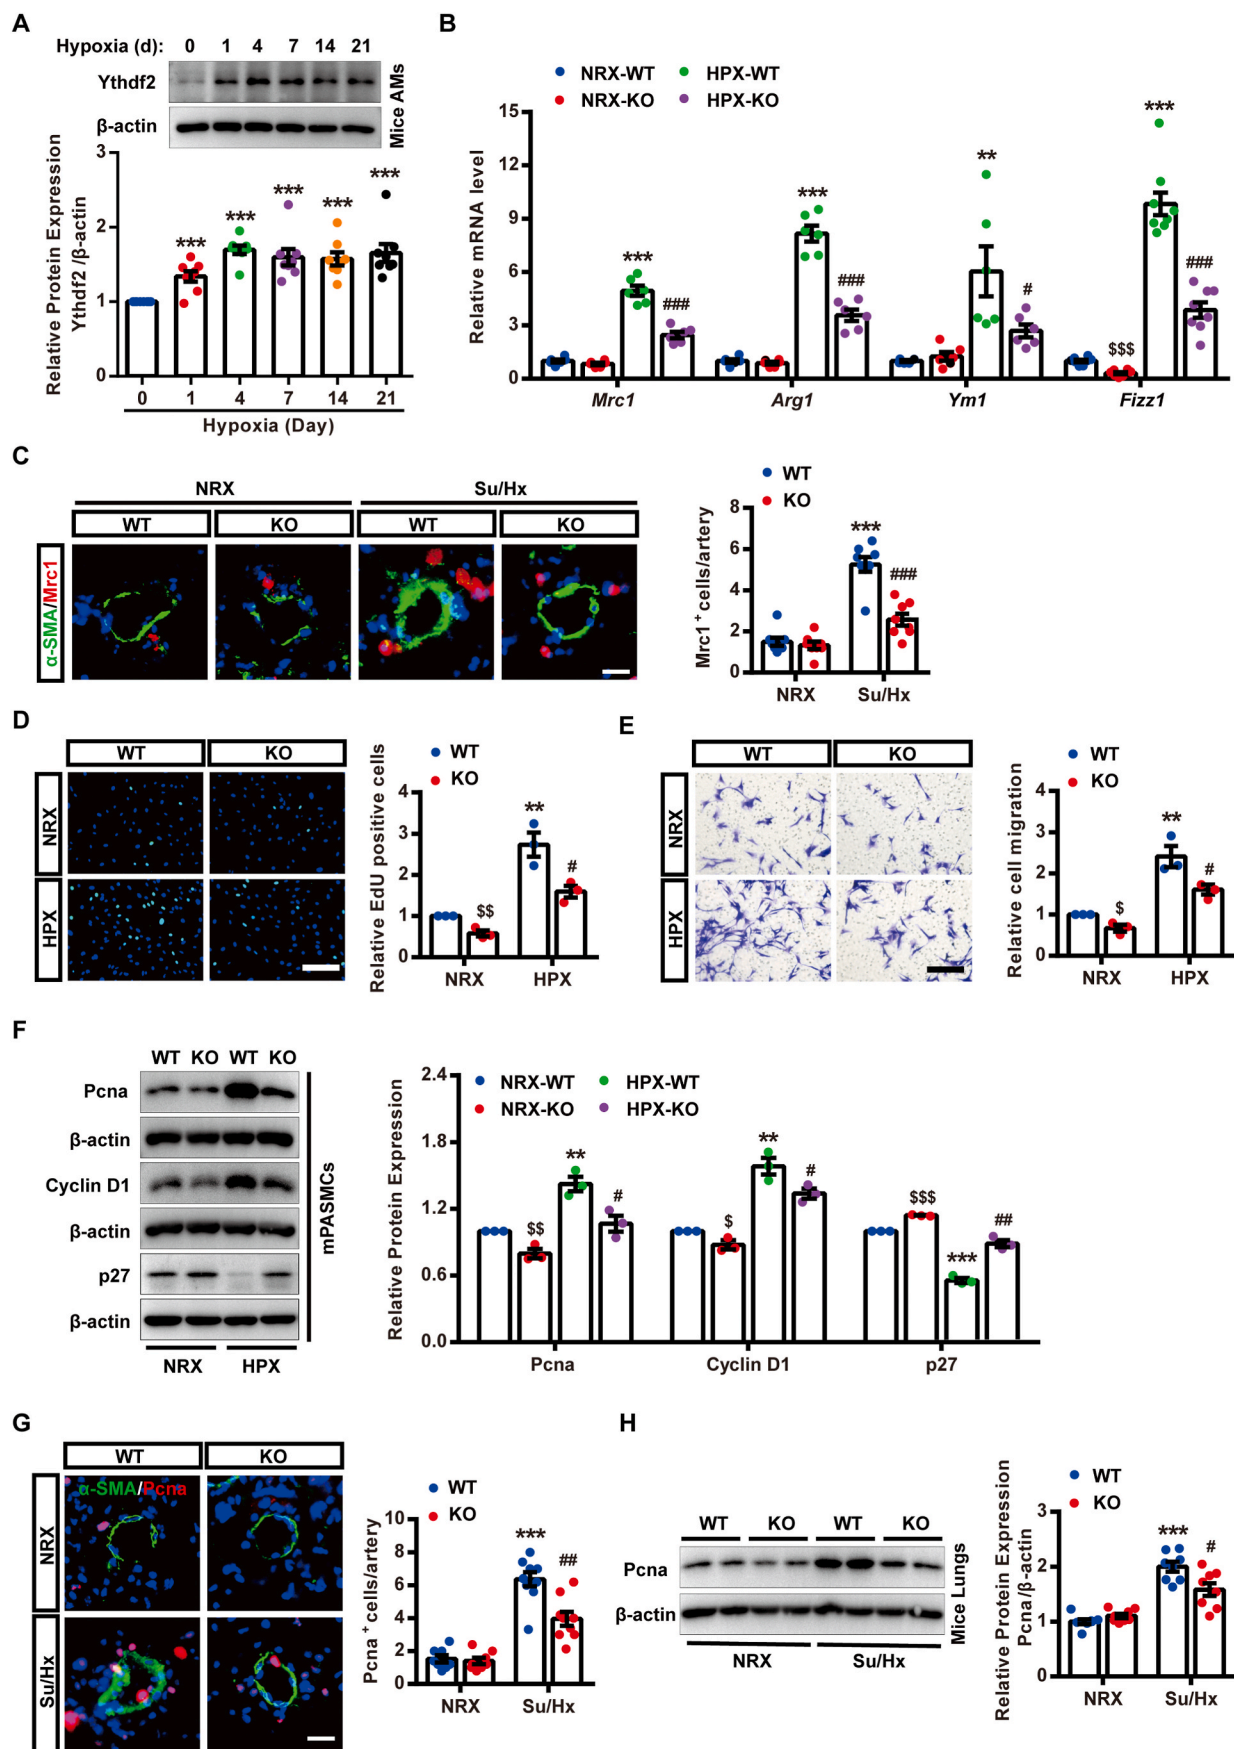 A
Hypoxia (d): 0 1 4 7 14 21
Ythdf2
β-actin
Mice AMs
Relative Protein Expression
Ythdf2 /β-actin
3
2
1
0
*** *** *** *** ***
0 1 4 7 14 21
Hypoxia (Day)
B
NRX-WT HPX-WT
NRX-KO HPX-KO
Relative mRNA level
15
12
9
6
3
0
*** ### *** ### ** # $$$ *** ###
Mrc1 Arg1 Ym1 Fizz1
C
NRX Su/Hx
WT KO WT KO
α-SMA/Mrc1
WT
KO
Mrc1+ cells/artery
8
6
4
2
0
*** ###
NRX Su/Hx
D
WT KO
NRX
HPX
WT
KO
Relative EdU positive cells
4
3
2
1
0
$$ ** #
NRX HPX
E
WT KO
NRX
HPX
WT
KO
Relative cell migration
4
3
2
1
0
$ ** #
NRX HPX
F
WT KO WT KO
Pcna
β-actin
Cyclin D1
β-actin
p27
β-actin
mPASMCs
NRX HPX
NRX-WT HPX-WT
NRX-KO HPX-KO
Relative Protein Expression
2.4
1.8
1.2
0.6
0.0
$$ ** # $ ** # $$$ *** ##
Pcna Cyclin D1 p27
G
WT KO
α-SMA/Pcna
NRX
Su/Hx
WT
KO
Pcna + cells/artery
10
8
6
4
2
0
*** ##
NRX Su/Hx
H
WT KO WT KO
Pcna
β-actin
Mice Lungs
NRX Su/Hx
WT
KO
Relative Protein Expression
Pcna/β-actin
3
2
1
0
*** #
NRX Su/Hx